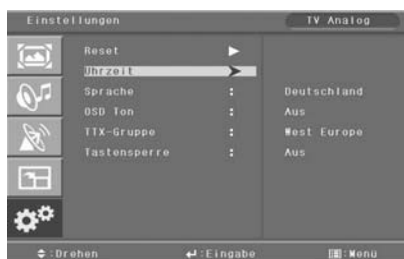 Einstellungen TV Analog
Reset
Uhrzeit
Sprache : Deutschland
OSD Ton : Aus
TTX-Gruppe : West Europe
Tastensperre : Aus
:Drehen :Eingabe :Menü